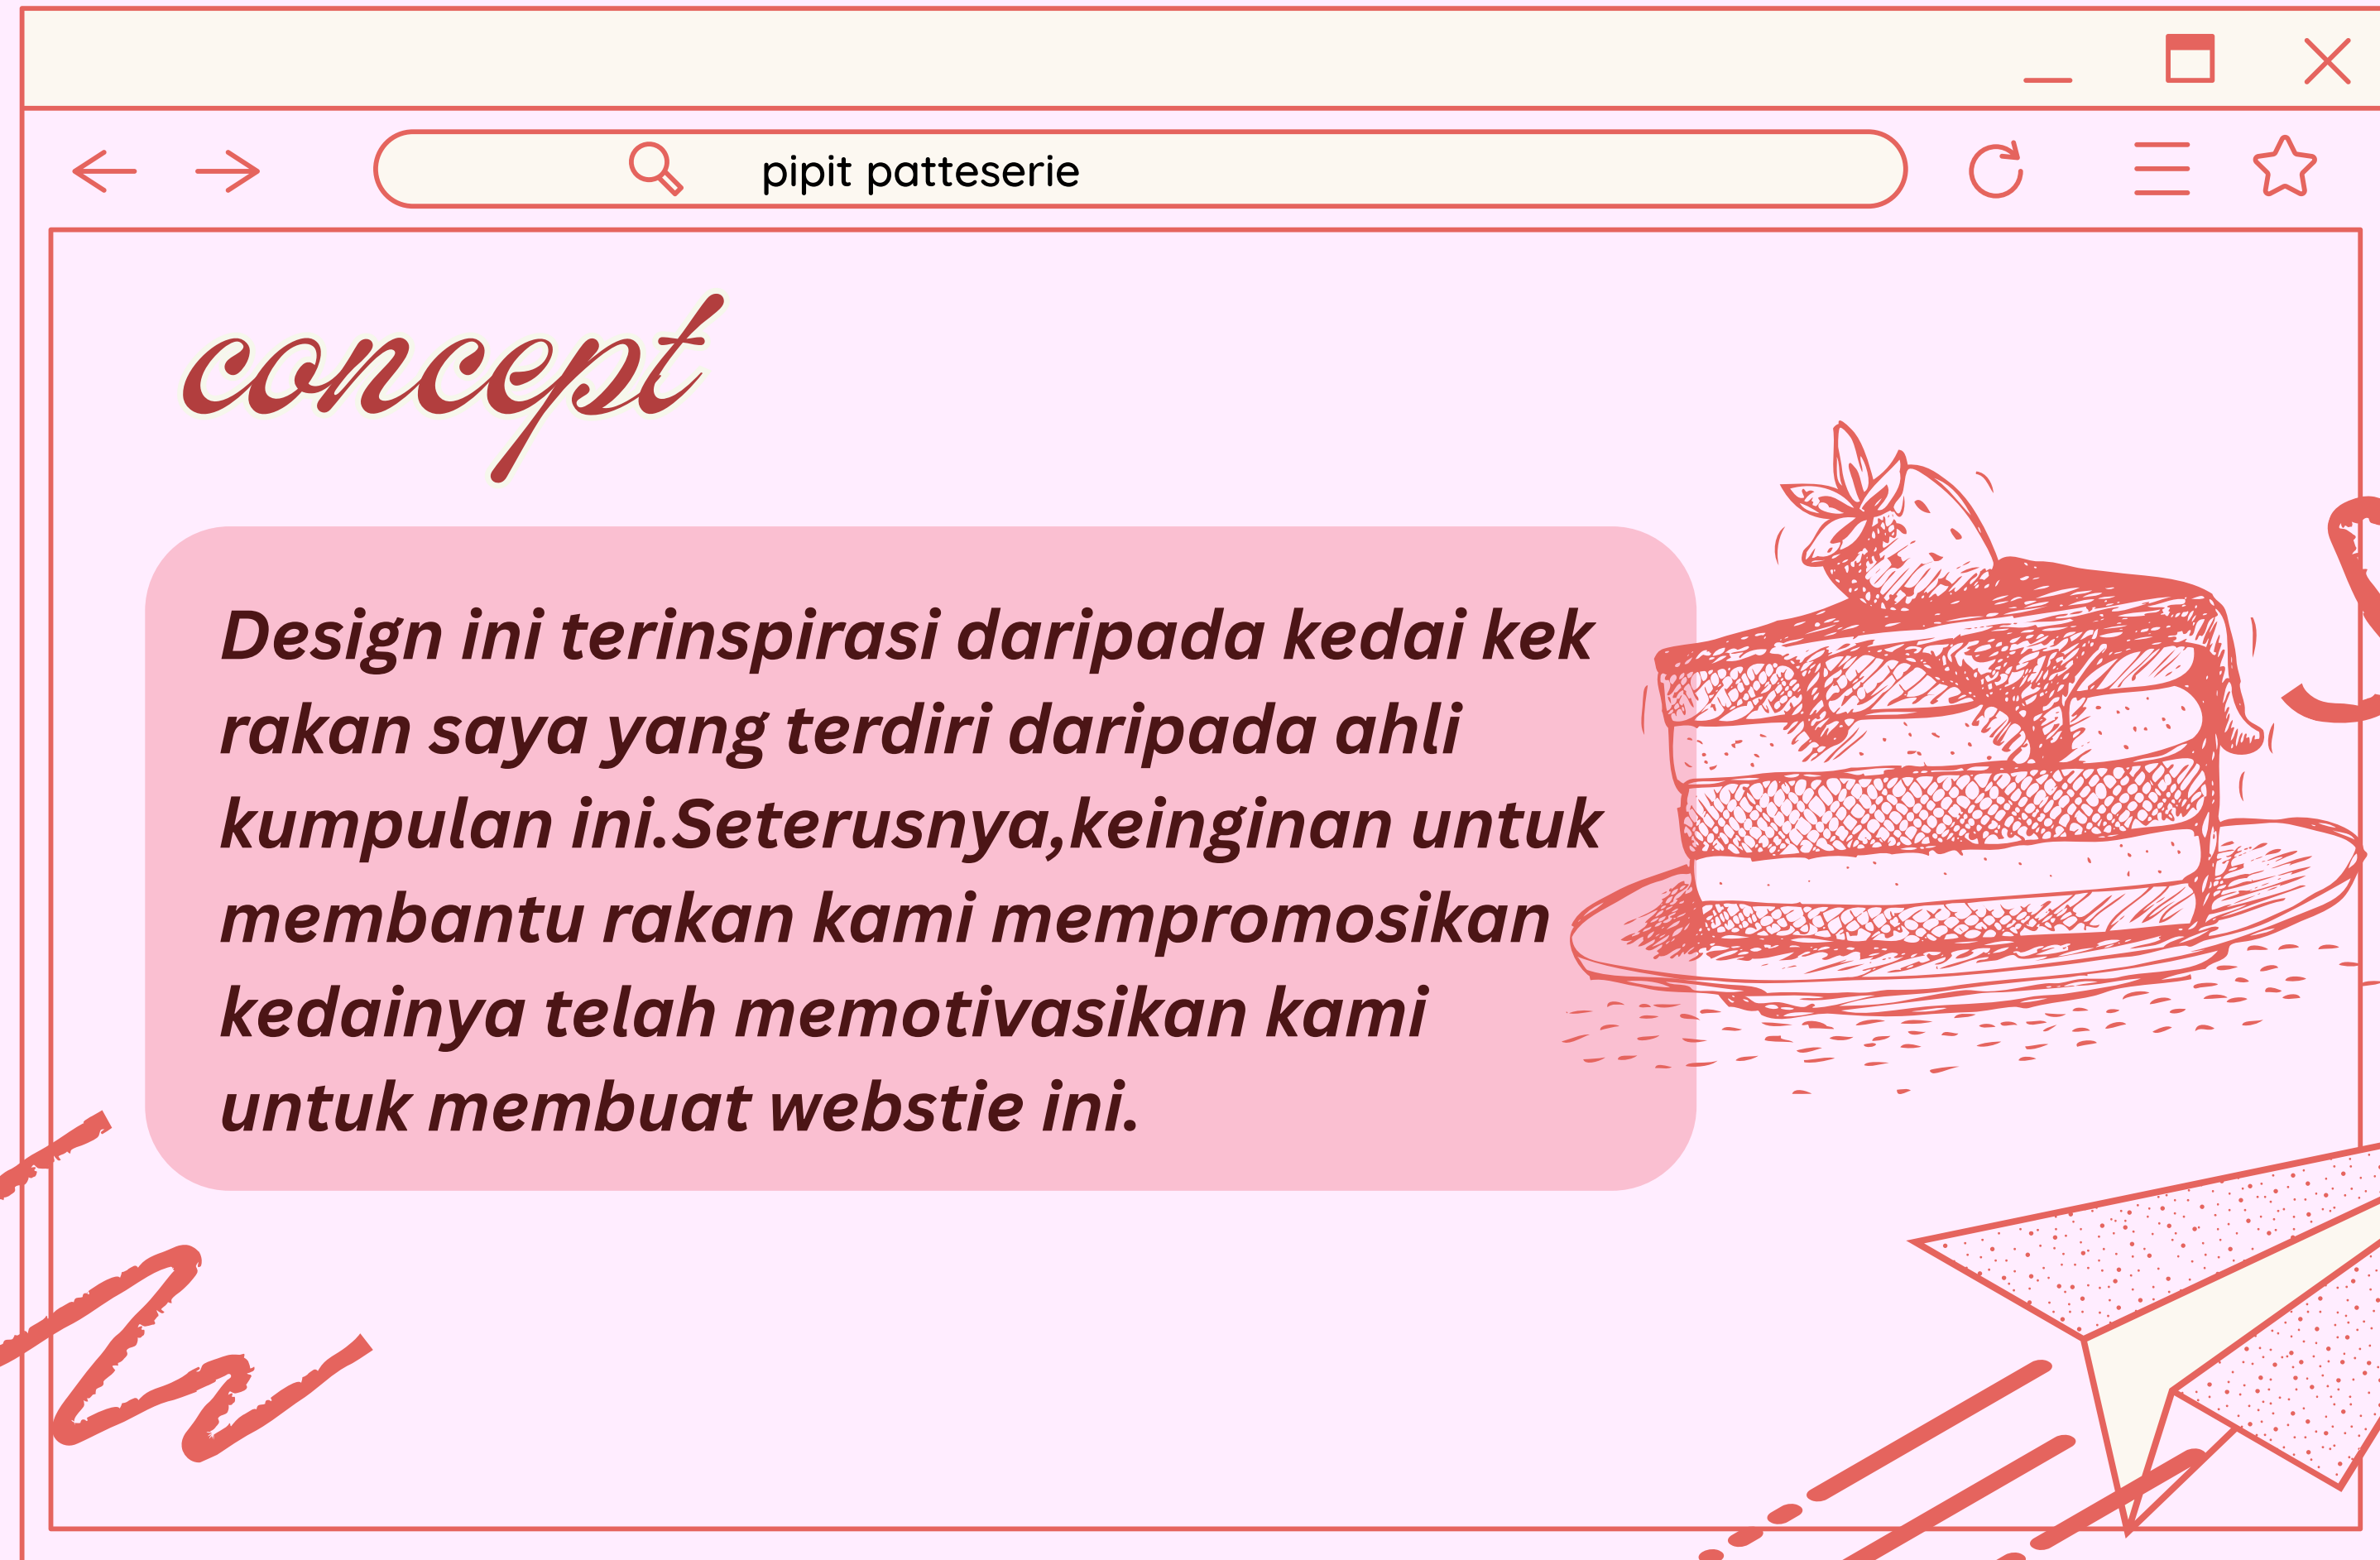 pipit patteserie
concept
Design ini terinspirasi daripada kedai kek
rakan saya yang terdiri daripada ahli
kumpulan ini.Seterusnya,keinginan untuk
membantu rakan kami mempromosikan
kedainya telah memotivasikan kami
untuk membuat webstie ini.